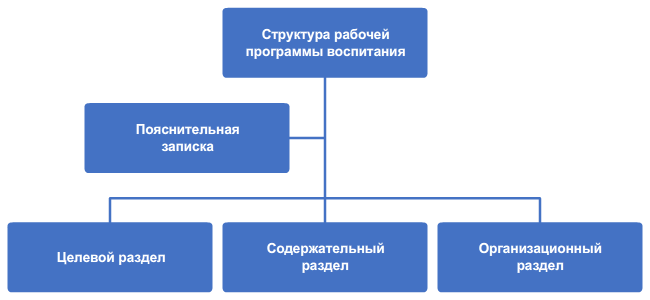 Структура рабочей
программы воспитания
Пояснительная
записка
Целевой раздел
Содержательный
раздел
Организационный
раздел